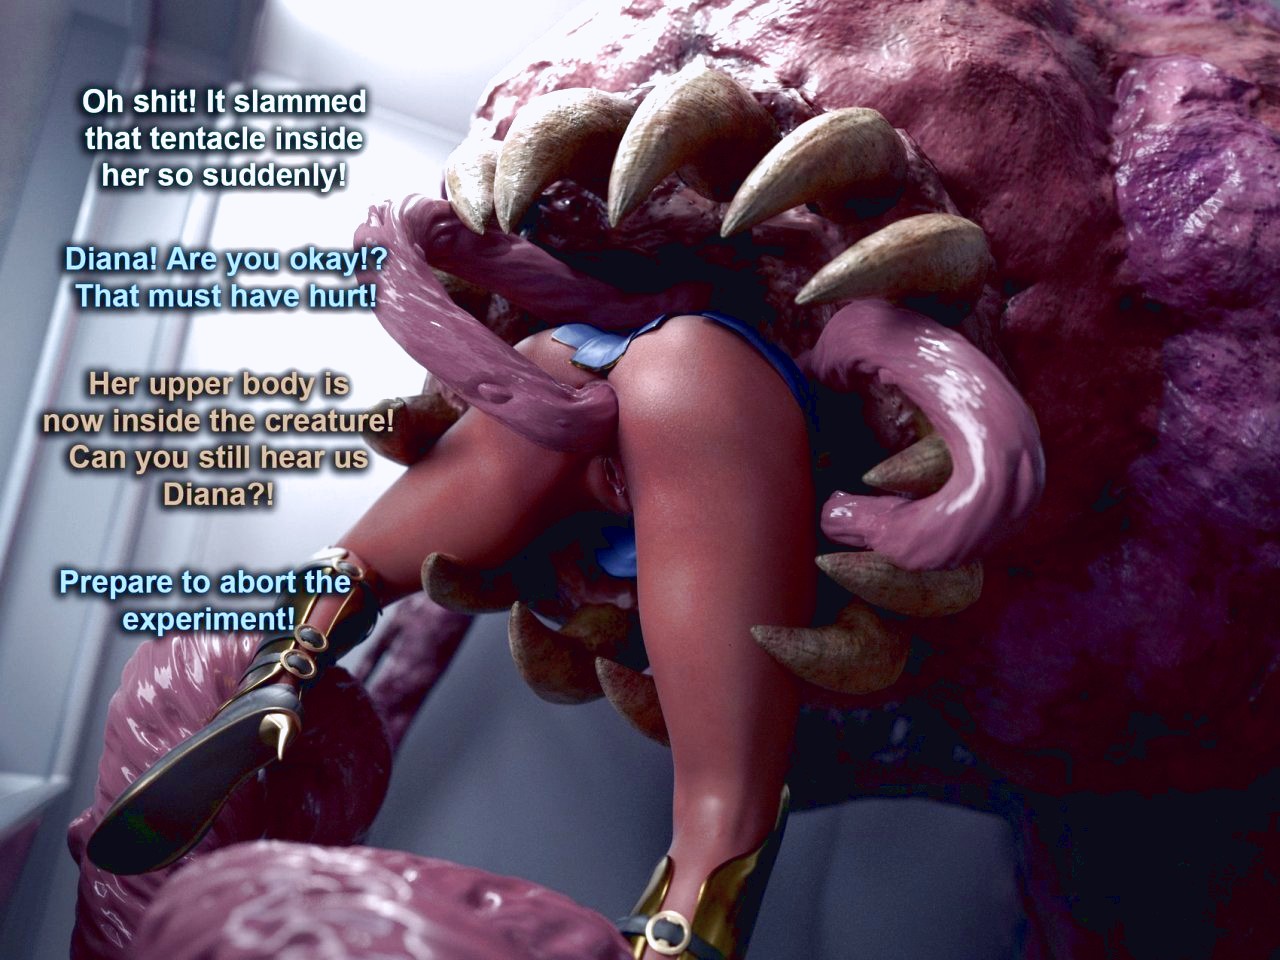 Oh shit! It slammed
that tentacle inside
her so suddenly!
Diana! Are you okay!?
That must have hurt!
Her upper body is
now inside the creature!
Can you still hear us
Diana?!
Prepare to abort the
experiment!